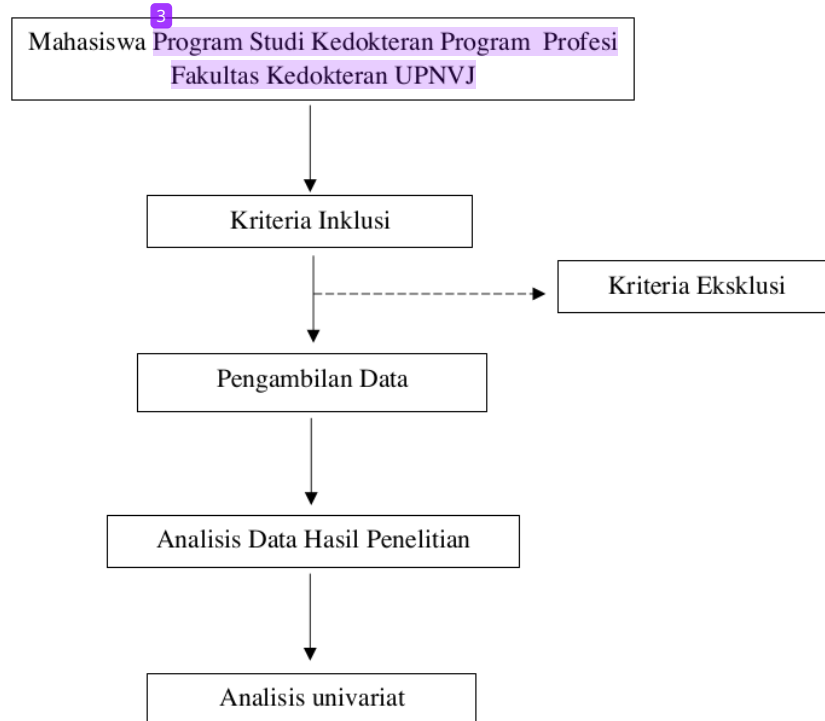 3
Mahasiswa Program Studi Kedokteran Program Profesi
Fakultas Kedokteran UPNVJ
Kriteria Inklusi
Kriteria Eksklusi
Pengambilan Data
Analisis Data Hasil Penelitian
Analisis univariat